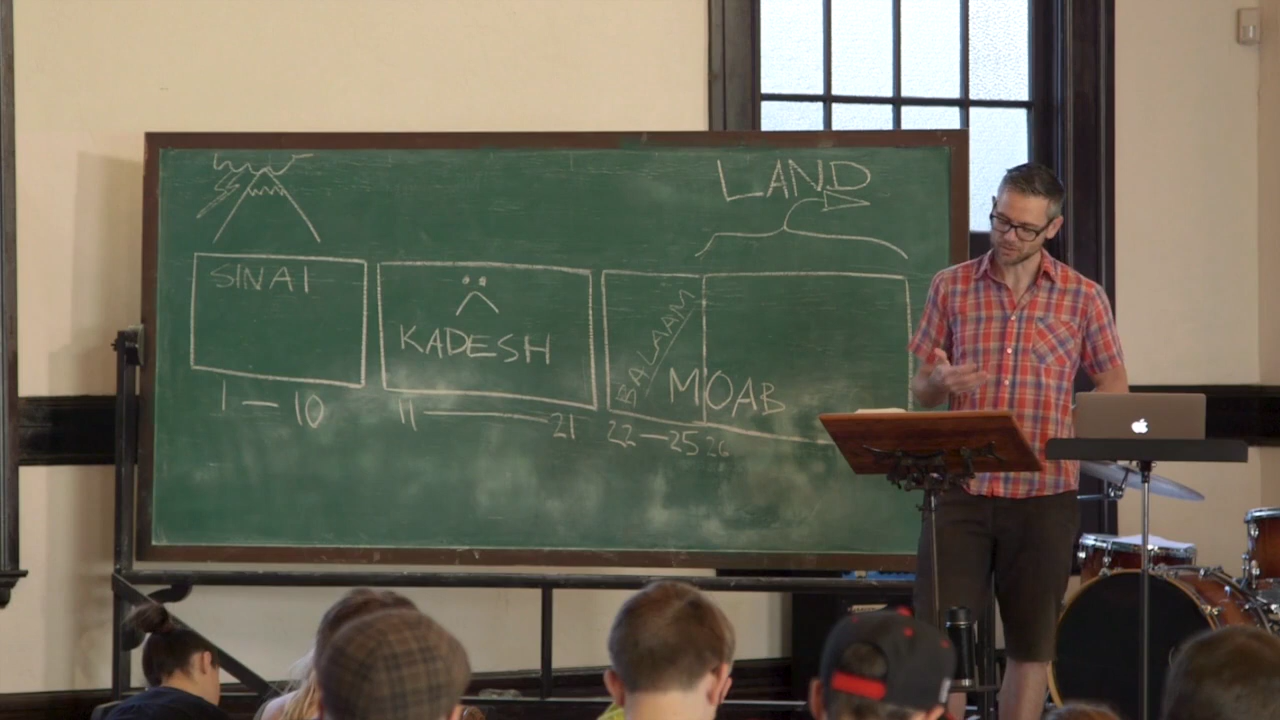 LAND
SINAI
KADESH
BALAAM
MOAB
1 — 10
11 — 21
22 — 25 26